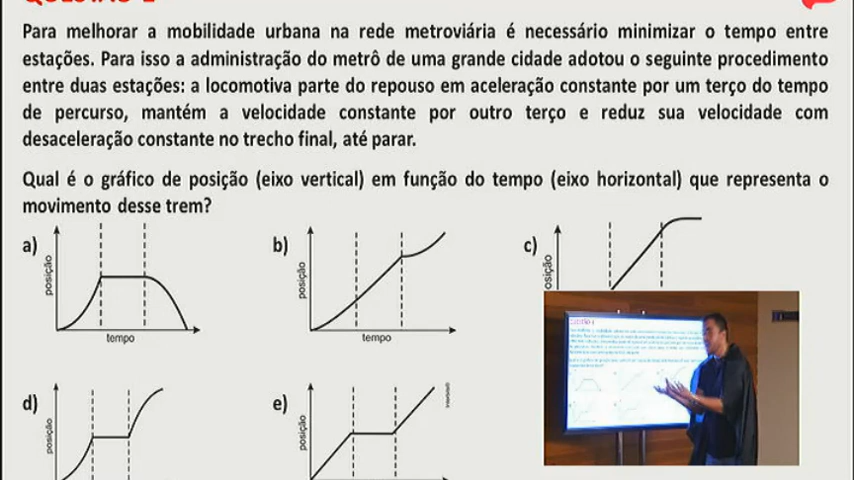 Para melhorar a mobilidade urbana na rede metroviária é necessário minimizar o tempo entre
estações. Para isso a administração do metrô de uma grande cidade adotou o seguinte procedimento
entre duas estações: a locomotiva parte do repouso em aceleração constante por um terço do tempo
de percurso, mantém a velocidade constante por outro terço e reduz sua velocidade com
desaceleração constante no trecho final, até parar.
Qual é o gráfico de posição (eixo vertical) em função do tempo (eixo horizontal) que representa o
movimento desse trem?
a)
posição
tempo
b)
posição
tempo
c)
d)
posição
e)
posição